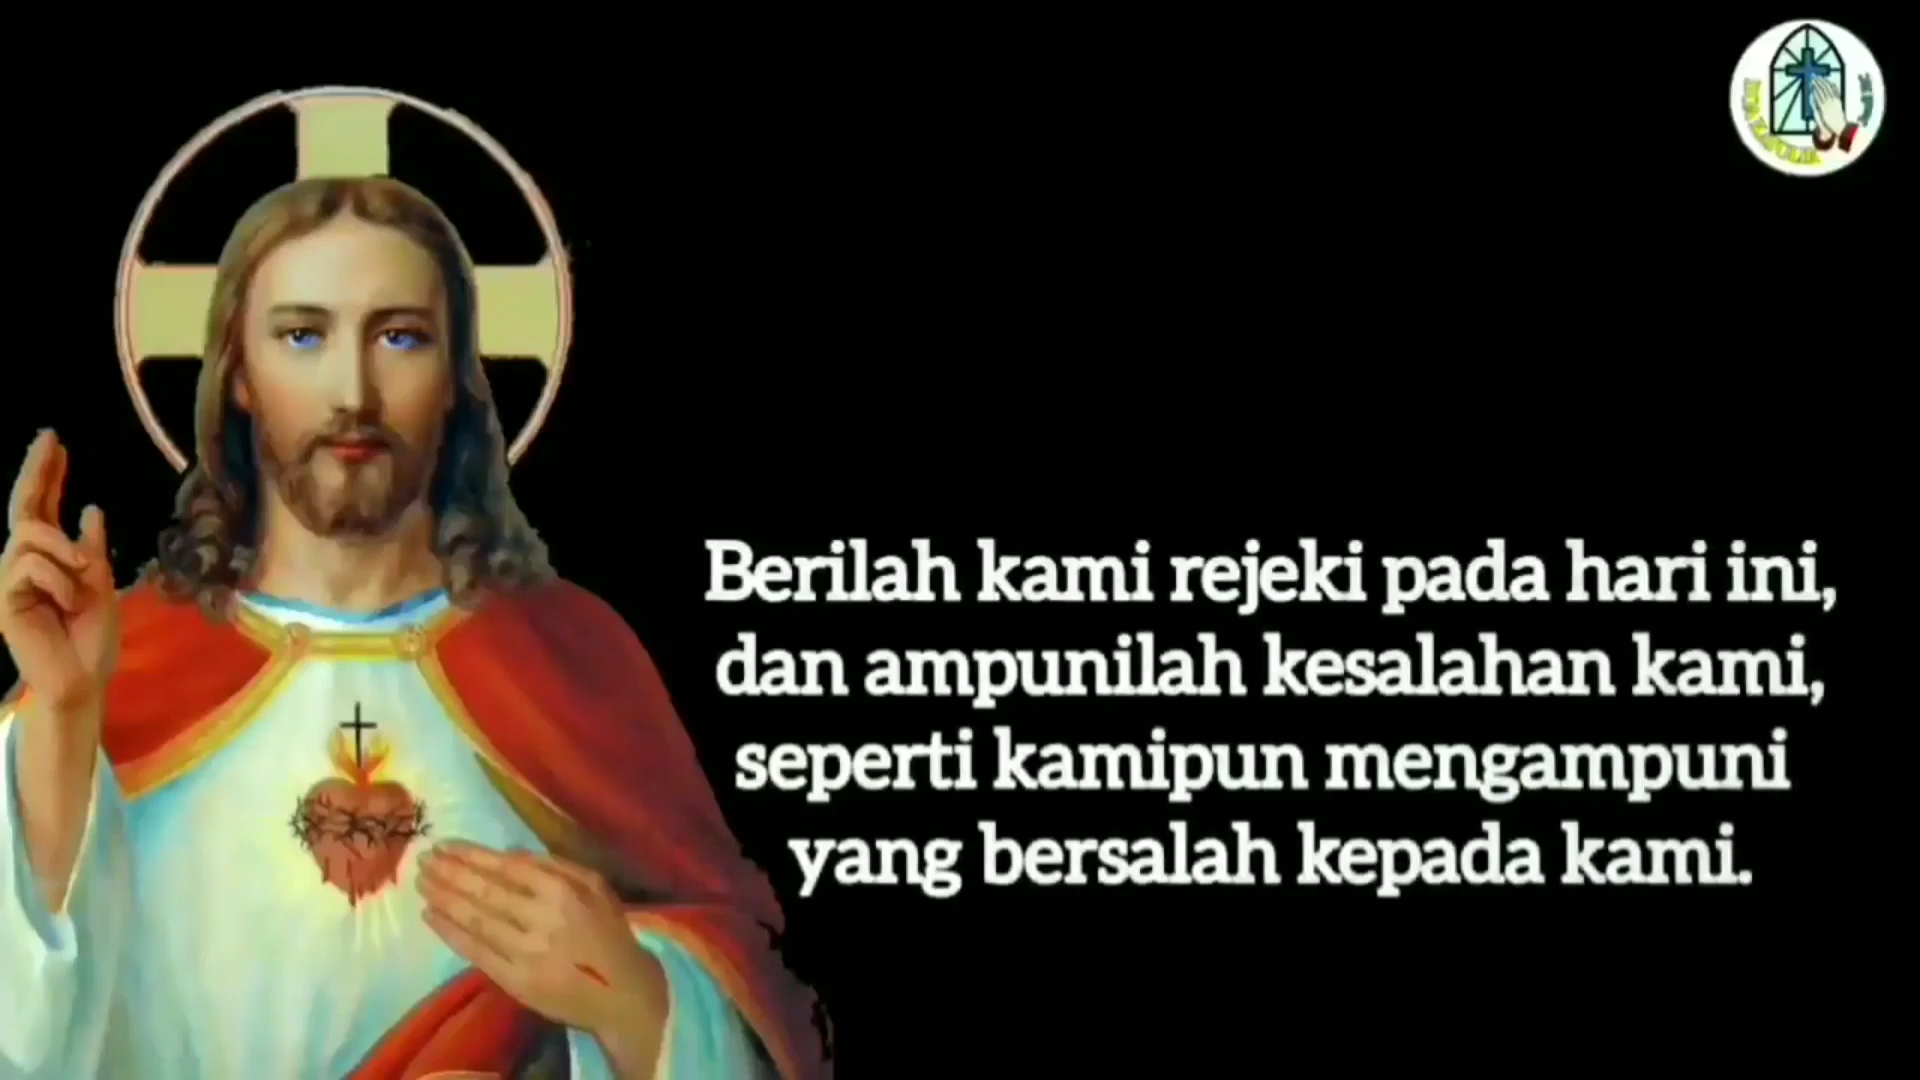 Berilah kami rejeki pada hari ini,
dan ampunilah kesalahan kami,
seperti kamipun mengampuni
yang bersalah kepada kami.